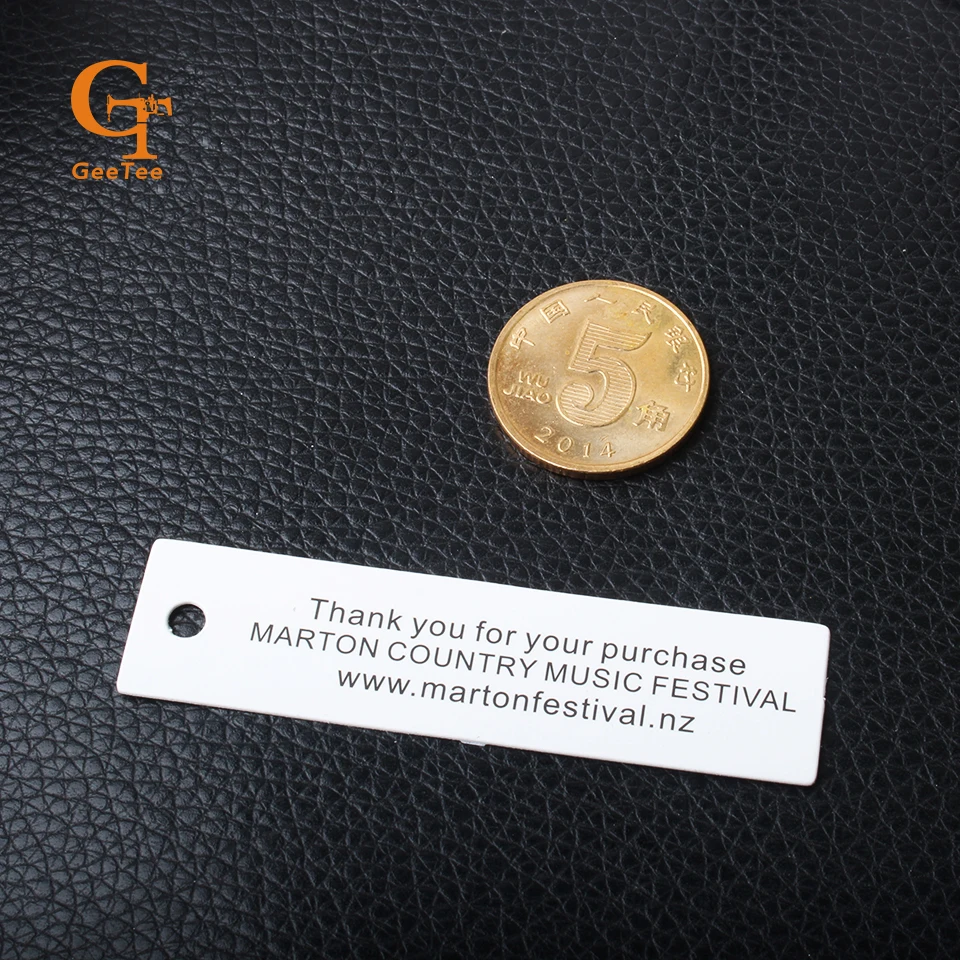 GT
GeeTee
中国人民银行
5
WU
JIAO
角
2014
Thank you for your purchase
MARTON COUNTRY MUSIC FESTIVAL
www.martonfestival.nz